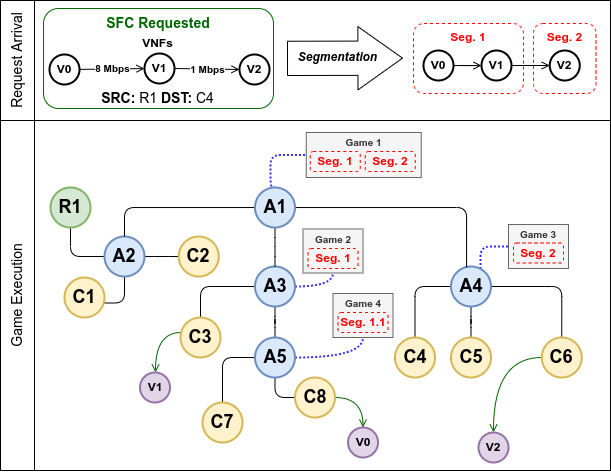 Request Arrival
SFC Requested
VNFs
V0
8 Mbps
V1
1 Mbps
V2
SRC: R1 DST: C4
Segmentation
Seg. 1
Seg. 2
V0
V1
V2
Game Execution
Game 1
Seg. 1
Seg. 2
R1
A1
A2
C2
C1
Game 2
Seg. 1
A3
Game 3
Seg. 2
A4
Game 4
Seg. 1.1
C3
A5
C4
C5
C6
V1
C7
C8
V0
V2